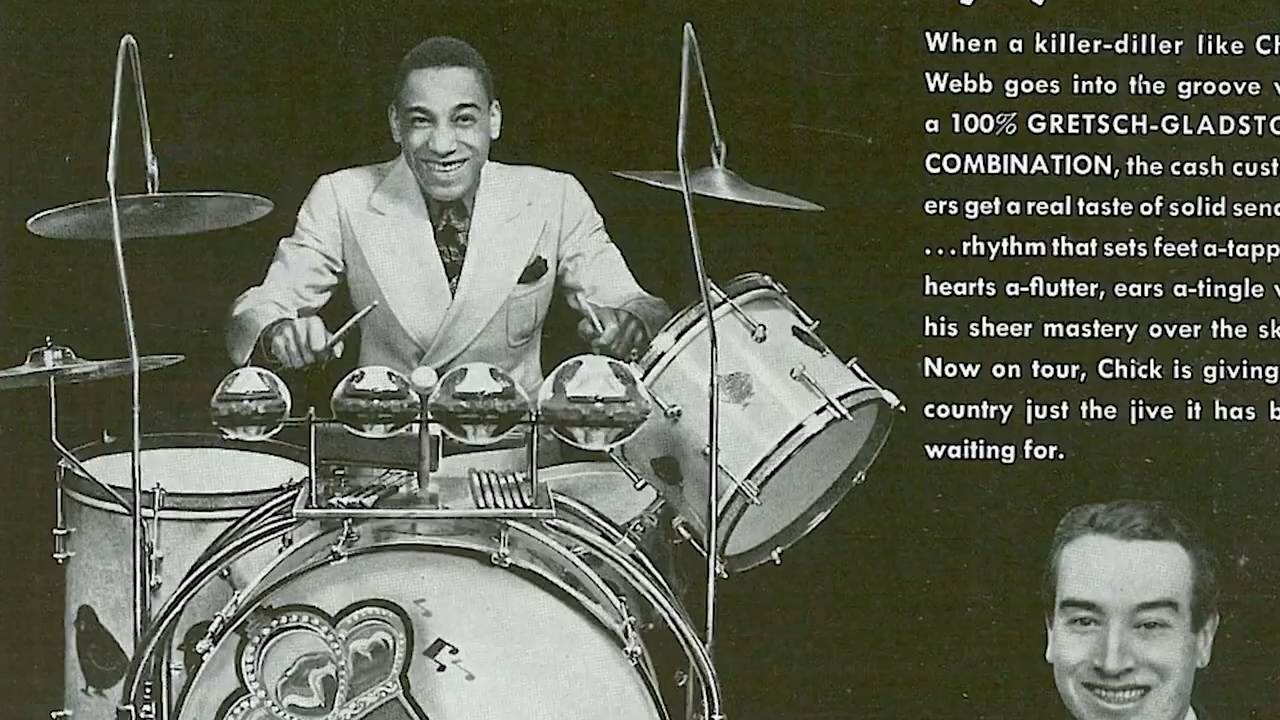 When a killer-diller like Ch
Webb goes into the groove w
a 100% GRETSCH-GLADSTO
COMBINATION, the cash cust
ers get a real taste of solid send
...rhythm that sets feet a-tapp
hearts a-flutter, ears a-tingle w
his sheer mastery over the sk
Now on tour, Chick is giving
country just the jive it has b
waiting for.